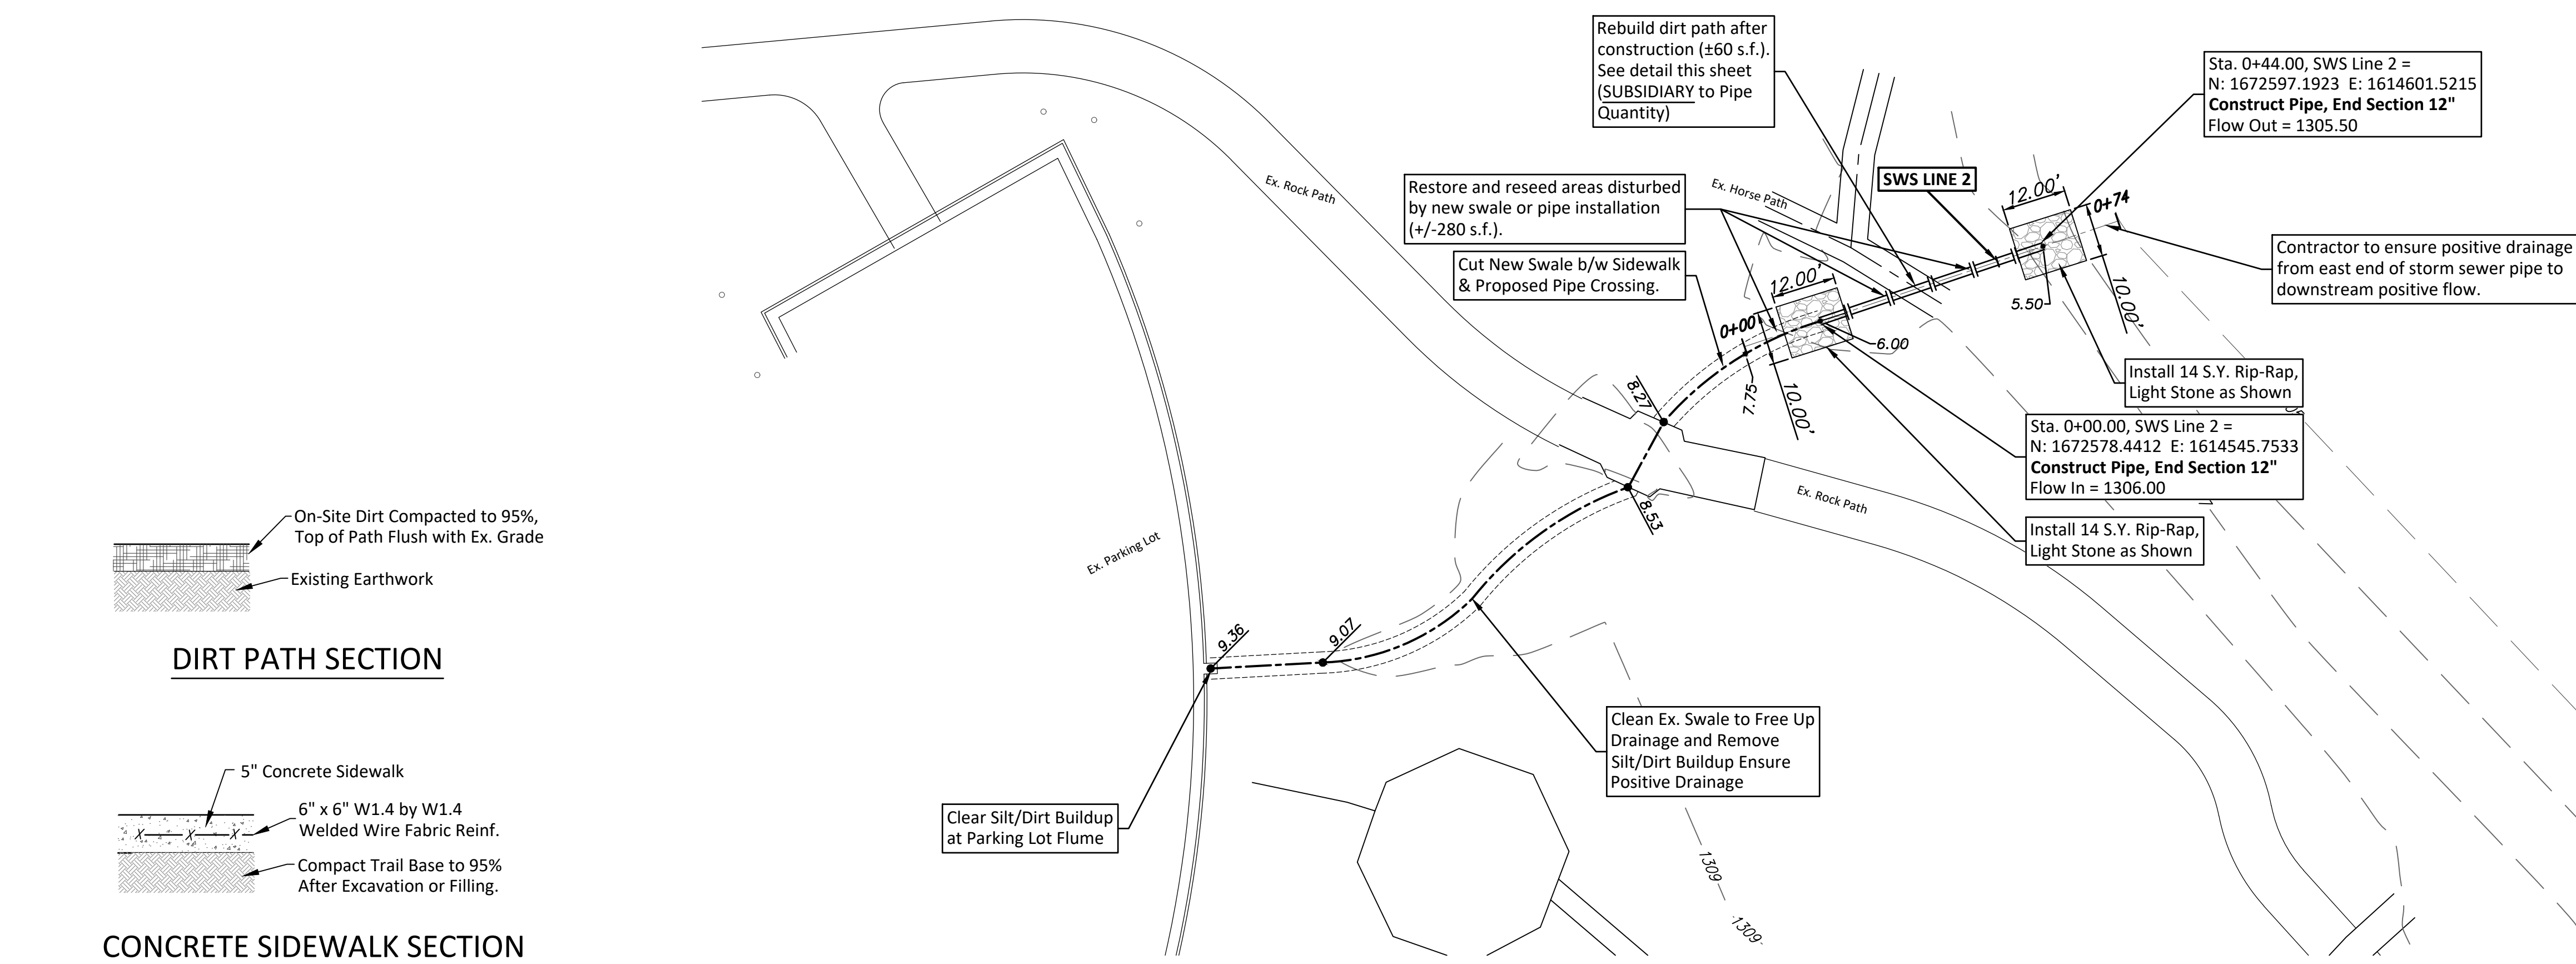 Rebuild dirt path after
construction (±60 s.f.).
See detail this sheet
(SUBSIDIARY to Pipe
Quantity)
Sta. 0+44.00, SWS Line 2 =
N: 1672597.1923 E: 1614601.5215
Construct Pipe, End Section 12"
Flow Out = 1305.50
Ex. Rock Path
Restore and reseed areas disturbed
by new swale or pipe installation
(+/-280 s.f.).
Ex. Horse Path
SWS LINE 2
12.00'
0+74
Contractor to ensure positive drainage
from east end of storm sewer pipe to
downstream positive flow.
Cut New Swale b/w Sidewalk
& Proposed Pipe Crossing.
12.00'
5.50
10.00'
0+00
6.00
7.75
10.00'
8.27
Install 14 S.Y. Rip-Rap,
Light Stone as Shown
Sta. 0+00.00, SWS Line 2 =
N: 1672578.4412 E: 1614545.7533
Construct Pipe, End Section 12"
Flow In = 1306.00
8.53
Ex. Rock Path
Install 14 S.Y. Rip-Rap,
Light Stone as Shown
On-Site Dirt Compacted to 95%,
Top of Path Flush with Ex. Grade
Existing Earthwork
DIRT PATH SECTION
Ex. Parking Lot
9.36
9.07
Clean Ex. Swale to Free Up
Drainage and Remove
Silt/Dirt Buildup Ensure
Positive Drainage
Clear Silt/Dirt Buildup
at Parking Lot Flume
5" Concrete Sidewalk
6" x 6" W1.4 by W1.4
Welded Wire Fabric Reinf.
Compact Trail Base to 95%
After Excavation or Filling.
CONCRETE SIDEWALK SECTION
1309
1309